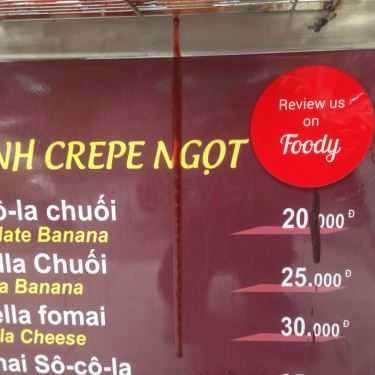 Review us
on
Foody
NH CREPE NGỌT
ô-la chuối 20,000 Đ
late Banana
lla Chuối 25.000 Đ
a Banana
ella fomai 30,000 Đ
la Cheese
mai Sô-cô-la